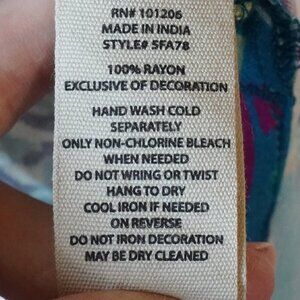 RN# 101206
MADE IN INDIA
STYLE# SFA78
100% RAYON
EXCLUSIVE OF DECORATION
HAND WASH COLD
SEPARATELY
ONLY NON-CHLORINE BLEACH
WHEN NEEDED
DO NOT WRING OR TWIST
HANG TO DRY
COOL IRON IF NEEDED
ON REVERSE
DO NOT IRON DECORATION
MAY BE DRY CLEANED